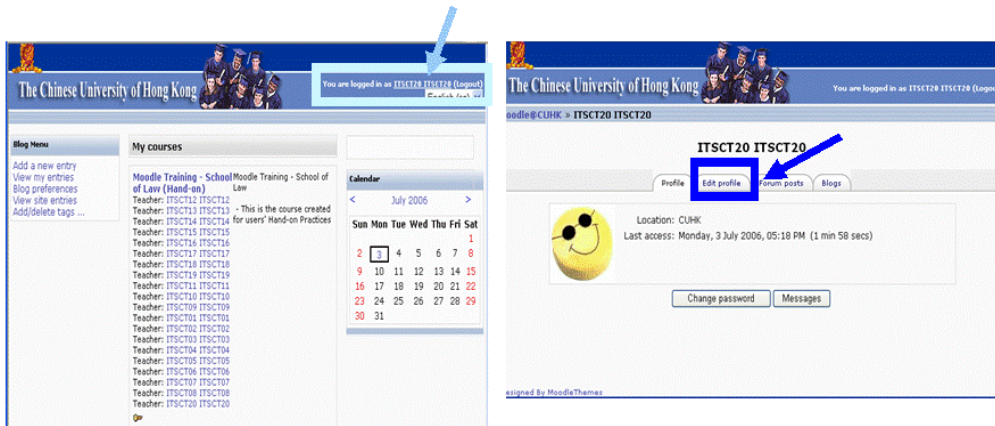 The Chinese University of Hong Kong
You are logged in as ITSCT20 ITSCT20 (Logout)
English (en)
Blog Menu
Add a new entry
View my entries
Blog preferences
View site entries
Add/delete tags ...
My courses
Moodle Training - School of Law (Hand-on)
Teacher: ITSCT12 ITSCT12
Teacher: ITSCT13 ITSCT13
Teacher: ITSCT14 ITSCT14
Teacher: ITSCT15 ITSCT15
Teacher: ITSCT16 ITSCT16
Teacher: ITSCT17 ITSCT17
Teacher: ITSCT18 ITSCT18
Teacher: ITSCT19 ITSCT19
Teacher: ITSCT11 ITSCT11
Teacher: ITSCT10 ITSCT10
Teacher: ITSCT09 ITSCT09
Teacher: ITSCT01 ITSCT01
Teacher: ITSCT02 ITSCT02
Teacher: ITSCT03 ITSCT03
Teacher: ITSCT04 ITSCT04
Teacher: ITSCT05 ITSCT05
Teacher: ITSCT06 ITSCT06
Teacher: ITSCT07 ITSCT07
Teacher: ITSCT08 ITSCT08
Teacher: ITSCT20 ITSCT20
Moodle Training - School of
Law
- This is the course created
for users' Hand-on Practices
Calendar
< July 2006 >
Sun Mon Tue Wed Thu Fri Sat
1
2 3 4 5 6 7 8
9 10 11 12 13 14 15
16 17 18 19 20 21 22
23 24 25 26 27 28 29
30 31
The Chinese University of Hong Kong
You are logged in as ITSCT20 ITSCT20 (Logou
oodle@CUHK » ITSCT20 ITSCT20
ITSCT20 ITSCT20
Profile Edit profile Forum posts Blogs
Location: CUHK
Last access: Monday, 3 July 2006, 05:18 PM (1 min 58 secs)
Change password Messages
esigned By MoodleThemes